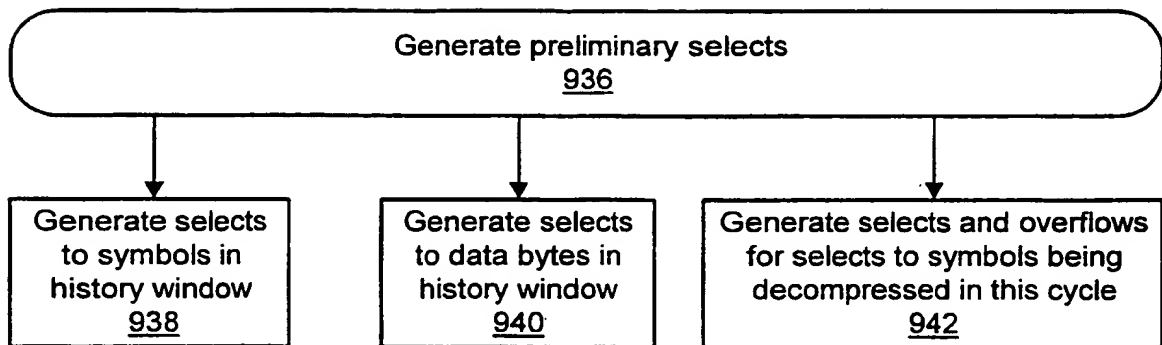 Generate preliminary selects
936
Generate selects
to symbols in
history window
938
Generate selects
to data bytes in
history window
940
Generate selects and overflows
for selects to symbols being
decompressed in this cycle
942